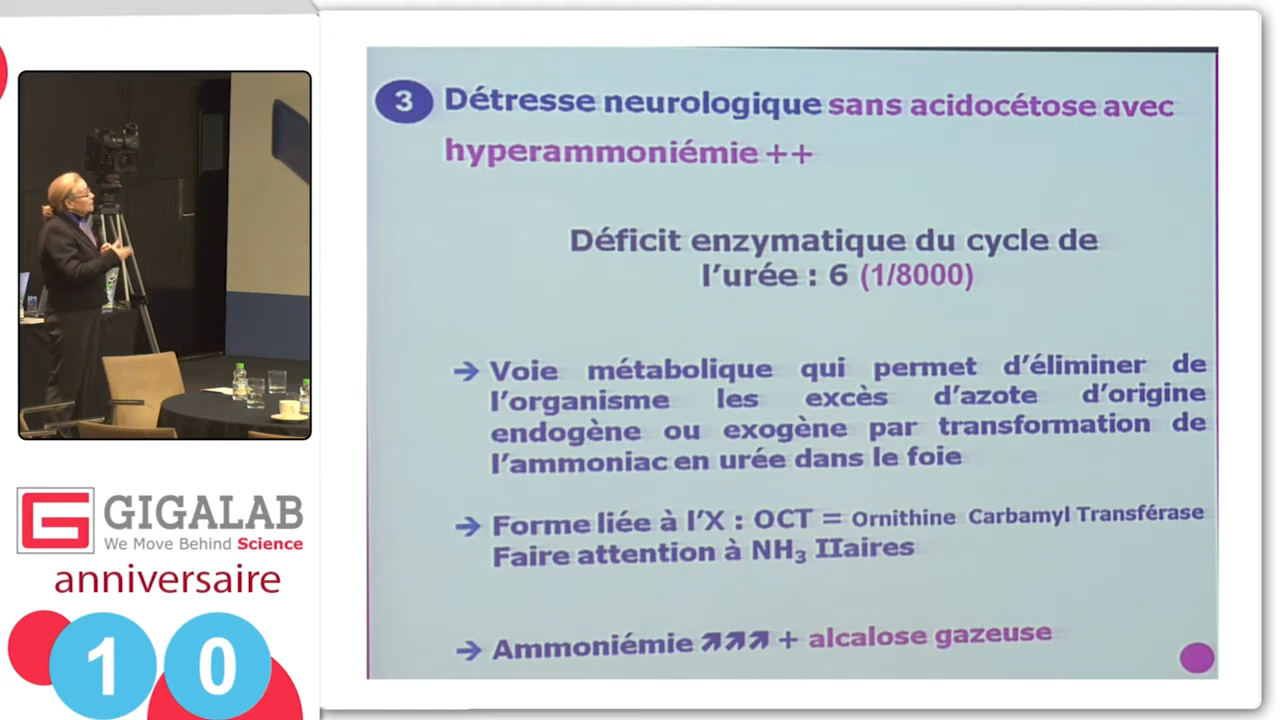 3 Détresse neurologique sans acidocétose avec
hyperammoniémie ++
Déficit enzymatique du cycle de
l'urée : 6 (1/8000)
→ Voie métabolique qui permet d'éliminer de
l'organisme les excès d'azote d'origine
endogène ou exogène par transformation de
l'ammoniac en urée dans le foie
→ Forme liée à l'X : OCT = Ornithine Carbamyl Transférase
Faire attention à NH₃ IIaires
→ Ammoniémie ↗↗↗ + alcalose gazeuse
G GIGALAB
We Move Behind Science
anniversaire
10